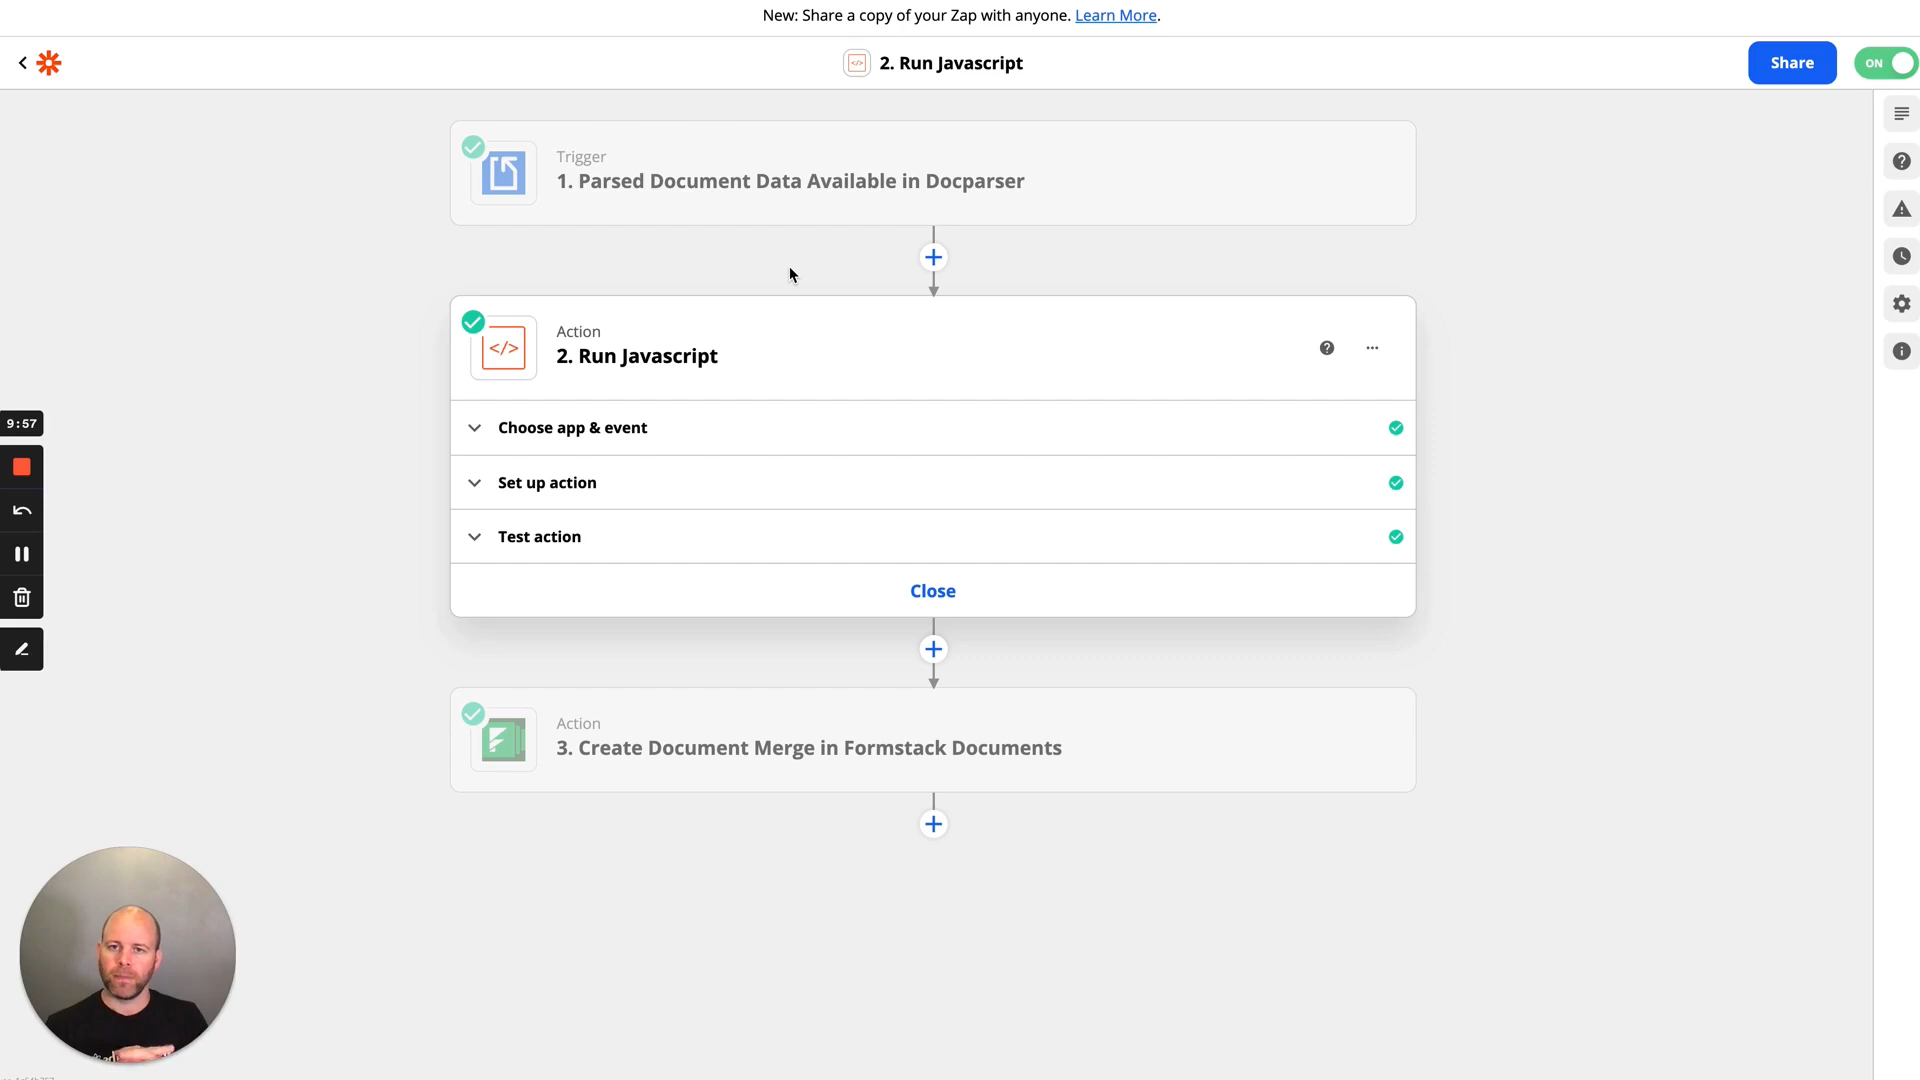 New: Share a copy of your Zap with anyone. Learn More.
2. Run Javascript
Share
ON
Trigger
1. Parsed Document Data Available in Docparser
Action
2. Run Javascript
Choose app & event
Set up action
Test action
Close
9:57
Action
3. Create Document Merge in Formstack Documents